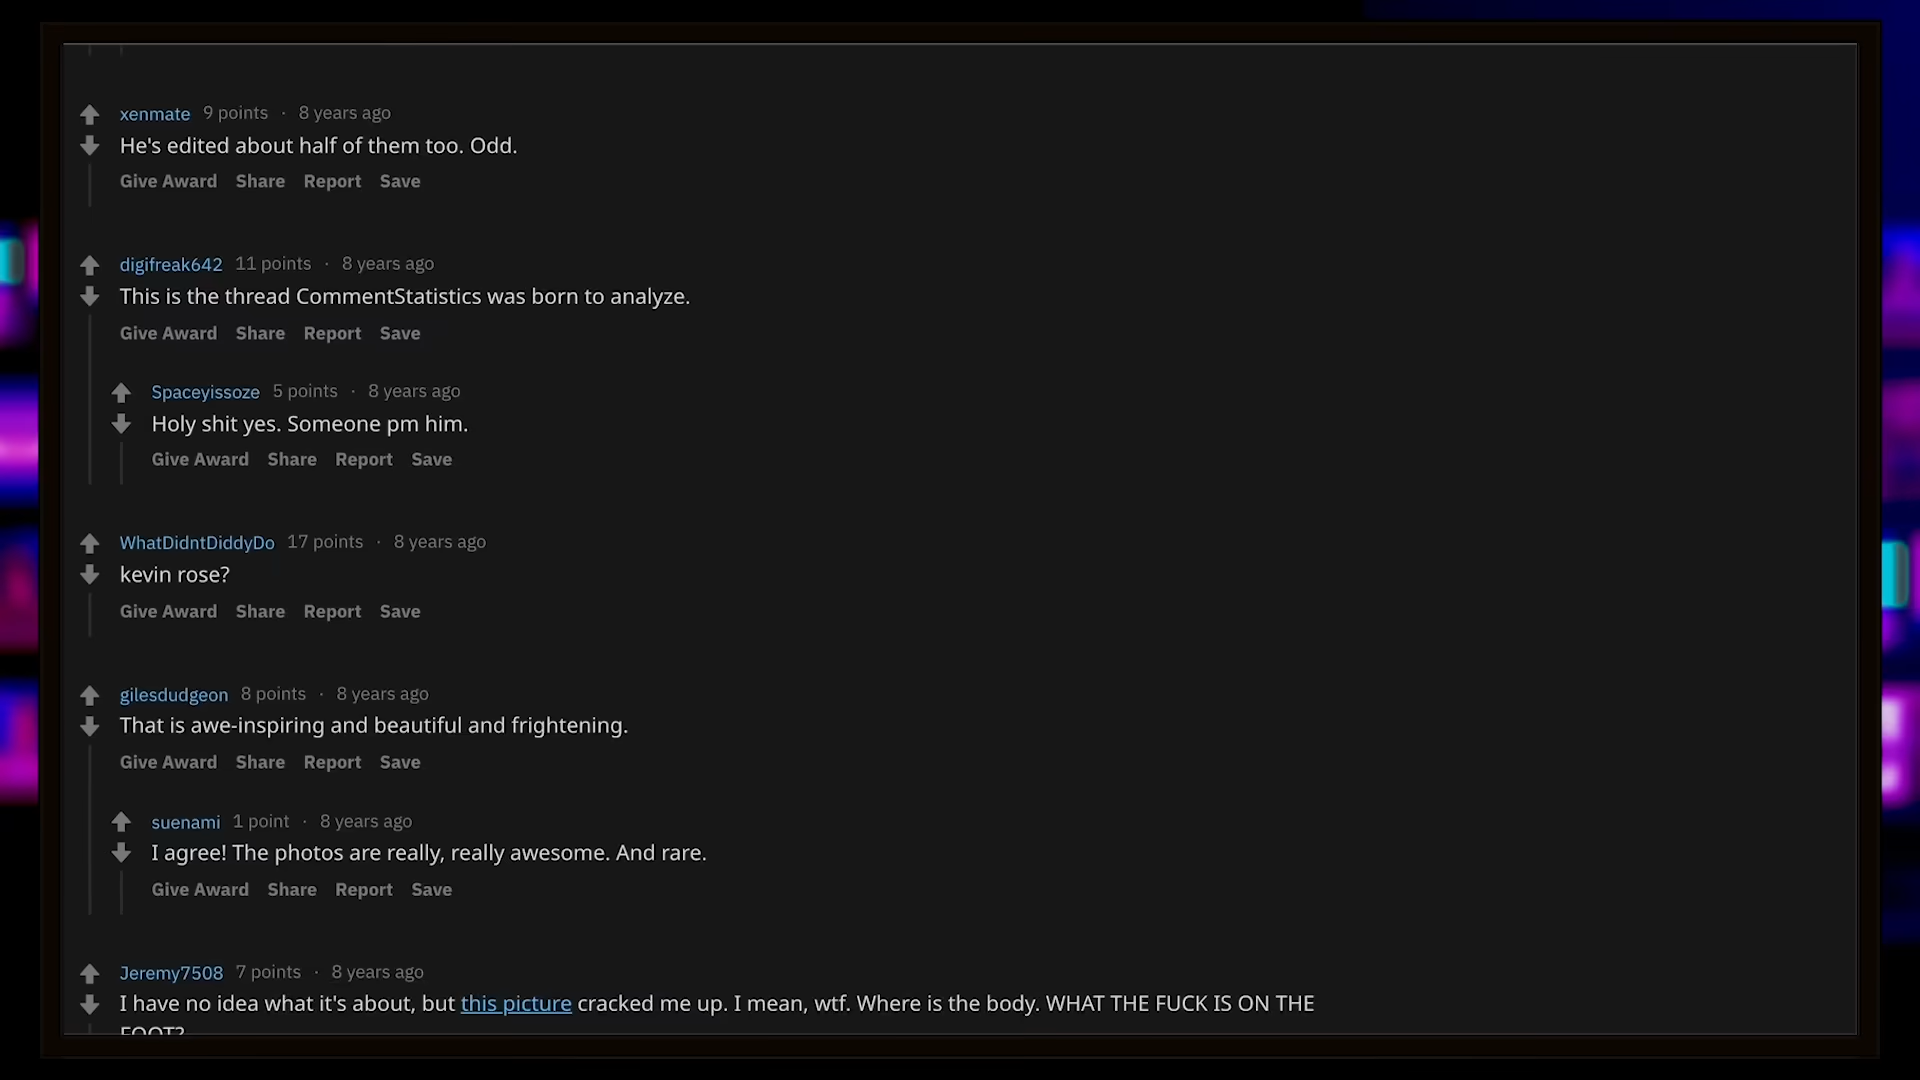 xenmate 9 points · 8 years ago
He's edited about half of them too. Odd.
Give Award Share Report Save
digifreak642 11 points · 8 years ago
This is the thread CommentStatistics was born to analyze.
Give Award Share Report Save
Spaceyissoze 5 points · 8 years ago
Holy shit yes. Someone pm him.
Give Award Share Report Save
WhatDidntDiddyDo 17 points · 8 years ago
kevin rose?
Give Award Share Report Save
gilesdudgeon 8 points · 8 years ago
That is awe-inspiring and beautiful and frightening.
Give Award Share Report Save
suenami 1 point · 8 years ago
I agree! The photos are really, really awesome. And rare.
Give Award Share Report Save
Jeremy7508 7 points · 8 years ago
I have no idea what it's about, but this picture cracked me up. I mean, wtf. Where is the body. WHAT THE FUCK IS ON THE
FOOT?